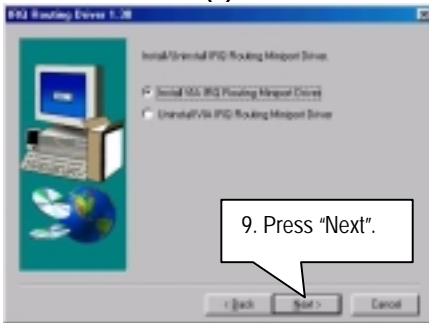 IRQ Routing Driver 1.30
Install/Uninstall IRQ Routing Miniport Driver.
Install VIA IRQ Routing Miniport Driver
Uninstall VIA IRQ Routing Miniport Driver
9. Press “Next”.
< Back
Next >
Cancel